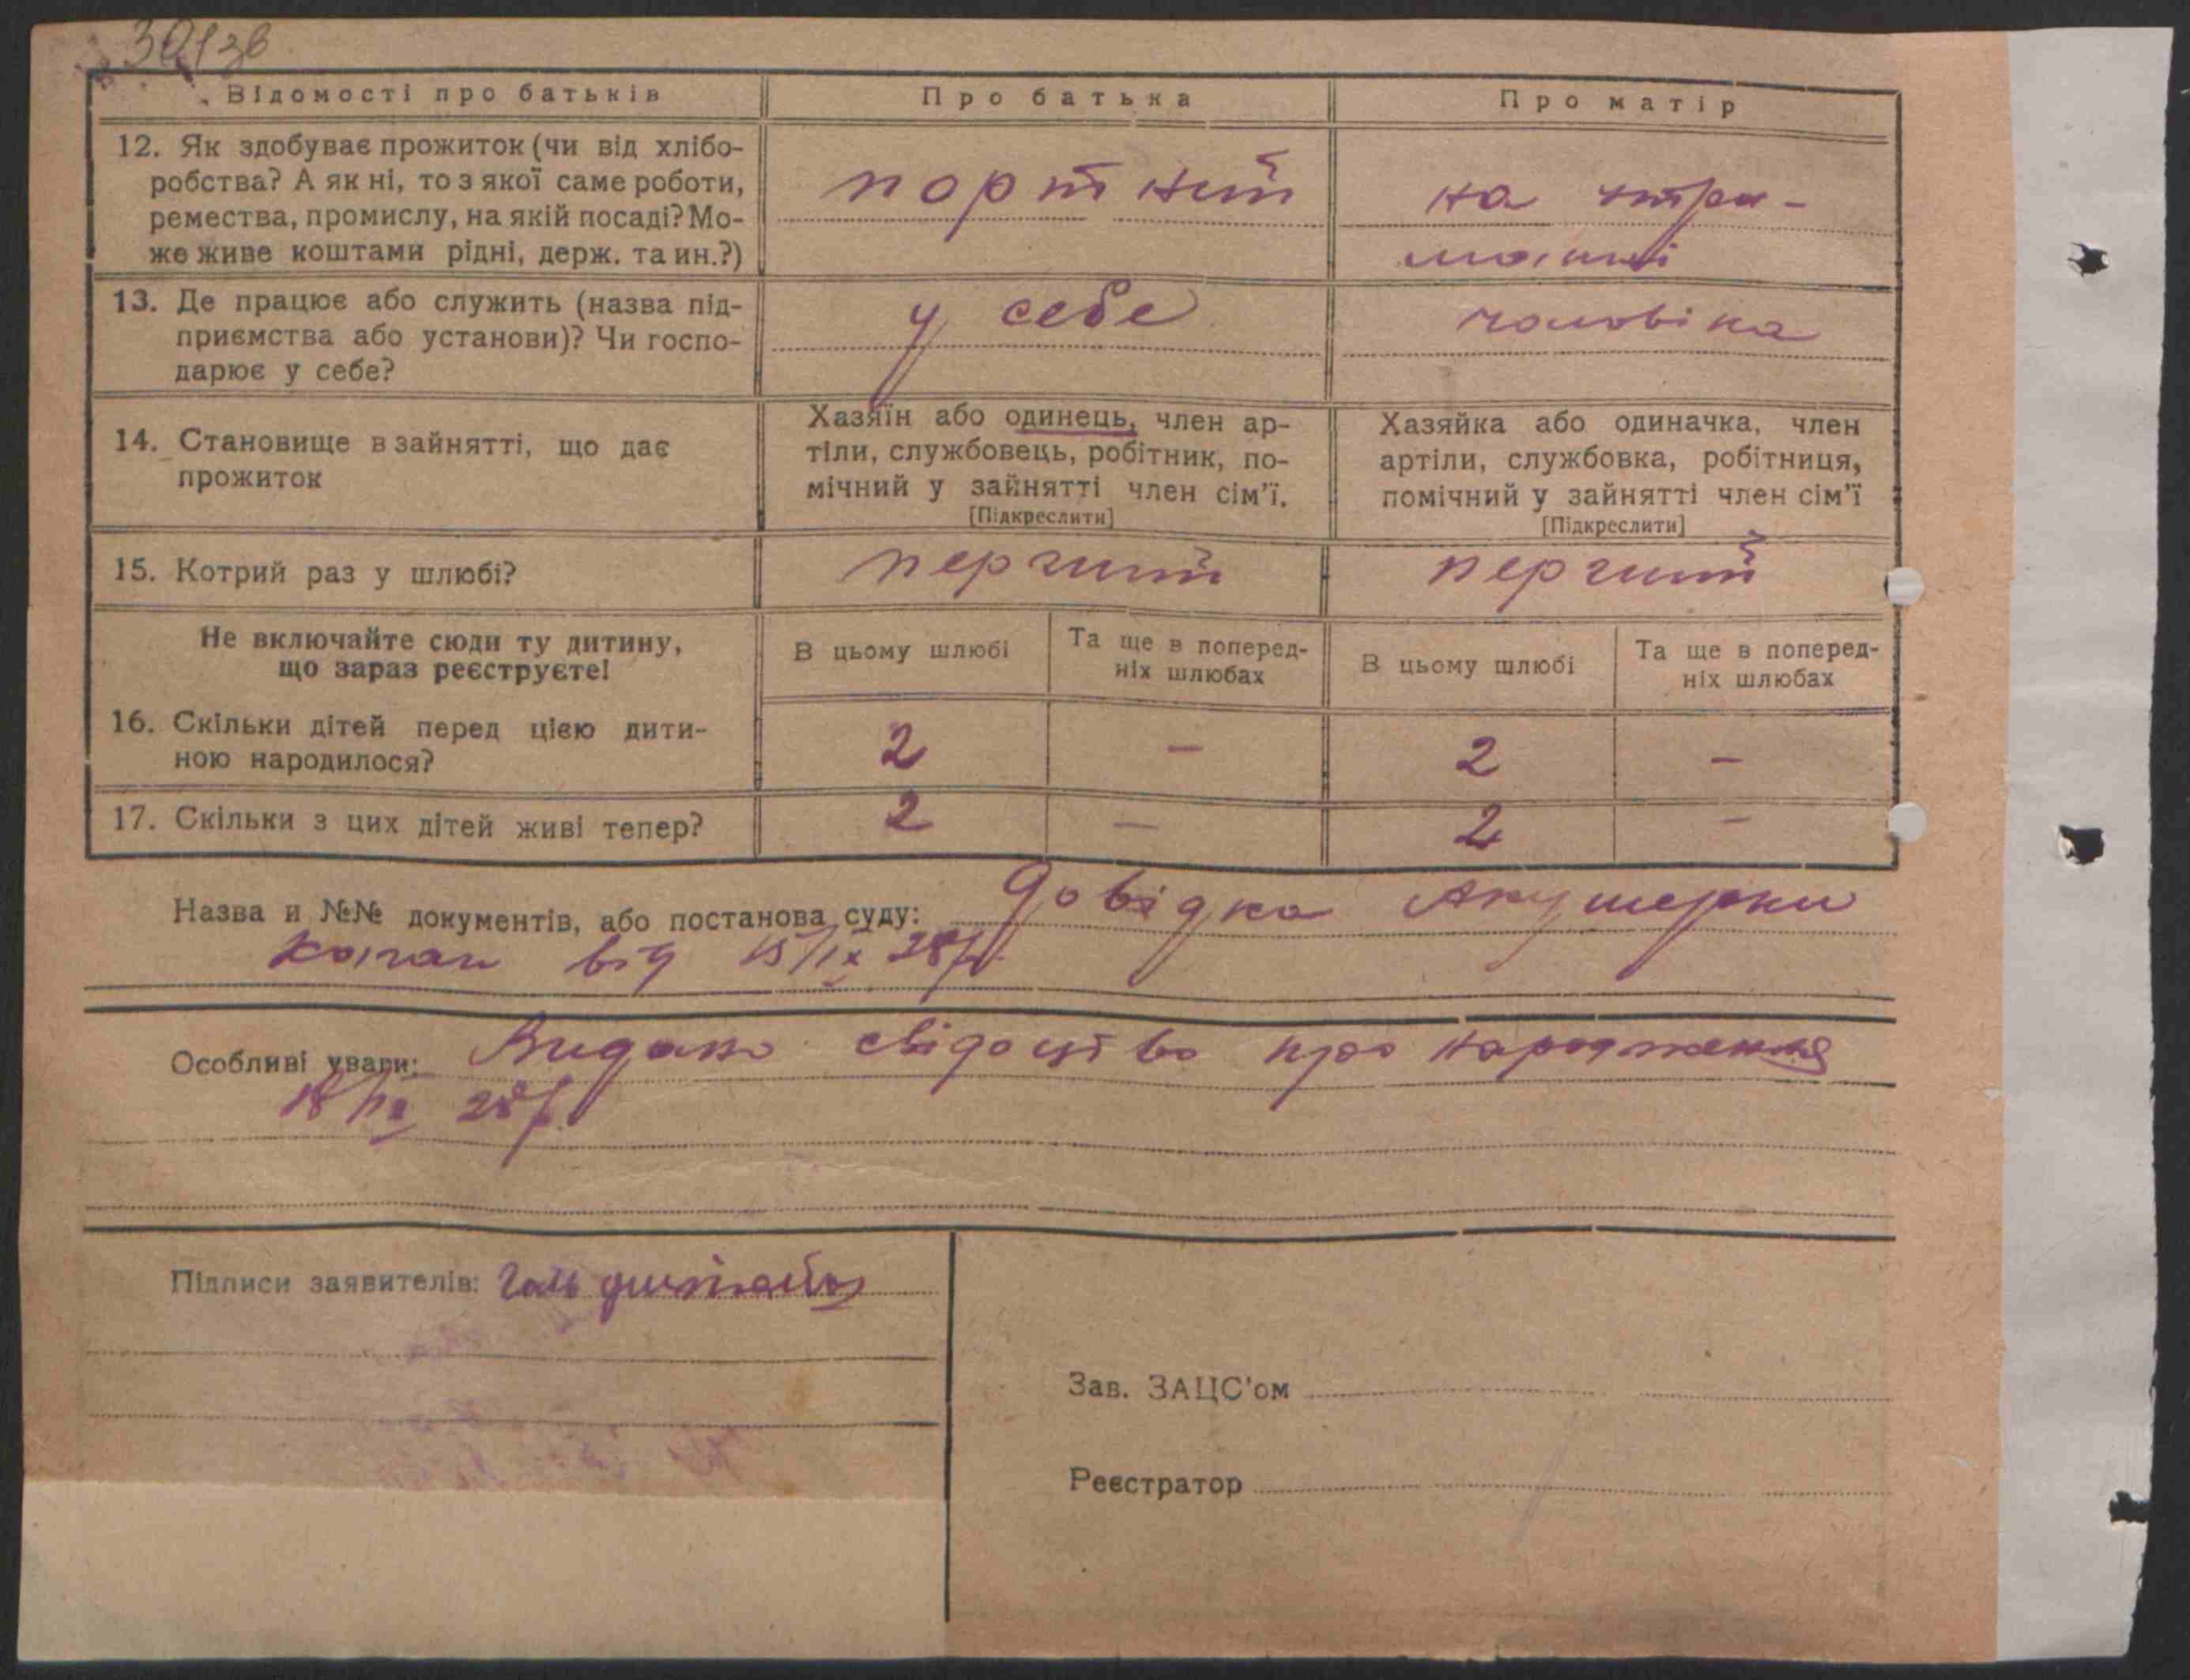 301зв
Відомості про батьків
Про батька
Про матір
12. Як здобуває прожиток (чи від хлібо-
робства? А як ні, то з якої саме роботи,
ремества, промислу, на якій посаді? Мо-
же живе коштами рідні, держ. та ин.?)
портний
на утри-
манні
13. Де працює або служить (назва під-
приємства або установи)? Чи госпо-
дарює у себе?
у себе
чоловіка
14. Становище в зайнятті, що дає
прожиток
Хазяїн або одинець, член ар-
тіли, службовець, робітник, по-
мічний у зайнятті член сім'ї.
[Підкреслити]
Хазяйка або одиначка, член
артіли, службовка, робітниця,
помічний у зайнятті член сім'ї
[Підкреслити]
15. Котрий раз у шлюбі?
перший
перший
Не включайте сюди ту дитину,
що зараз реєструєте!
В цьому шлюбі
Та ще в поперед-
ніх шлюбах
В цьому шлюбі
Та ще в поперед-
ніх шлюбах
16. Скільки дітей перед цією дити-
ною народилося?
2 — 2 —
17. Скільки з цих дітей живі тепер?
2 — 2 —
Назва и №№ документів, або постанова суду: Довідка Акушерки
Коган від 15/ІХ 28р.
Особливі уваги: Видано свідоцтво про народження
18/ІХ 28р.
Підписи заявителів:
Зав. ЗАЦС'ом
Реєстратор